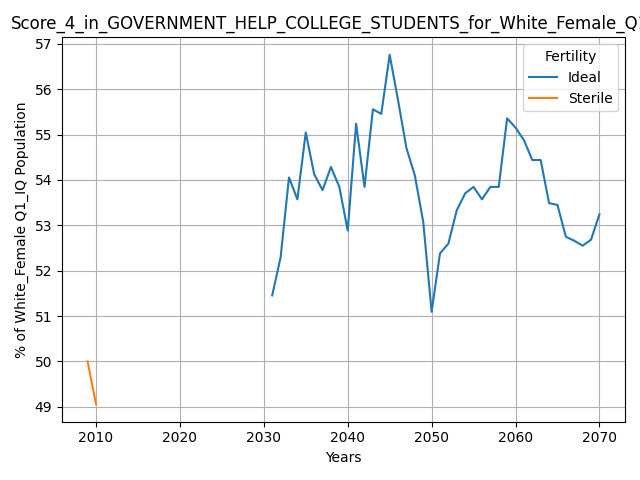 Score_4_in_GOVERNMENT_HELP_COLLEGE_STUDENTS_for_White_Female_Q1
57
56
55
54
53
52
51
50
49
% of White_Female Q1_IQ Population
Fertility
Ideal
Sterile
2010 2020 2030 2040 2050 2060 2070
Years